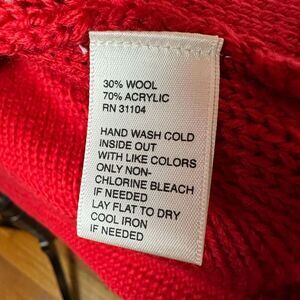 30% WOOL
70% ACRYLIC
RN 31104
HAND WASH COLD
INSIDE OUT
WITH LIKE COLORS
ONLY NON-
CHLORINE BLEACH
IF NEEDED
LAY FLAT TO DRY
COOL IRON
IF NEEDED